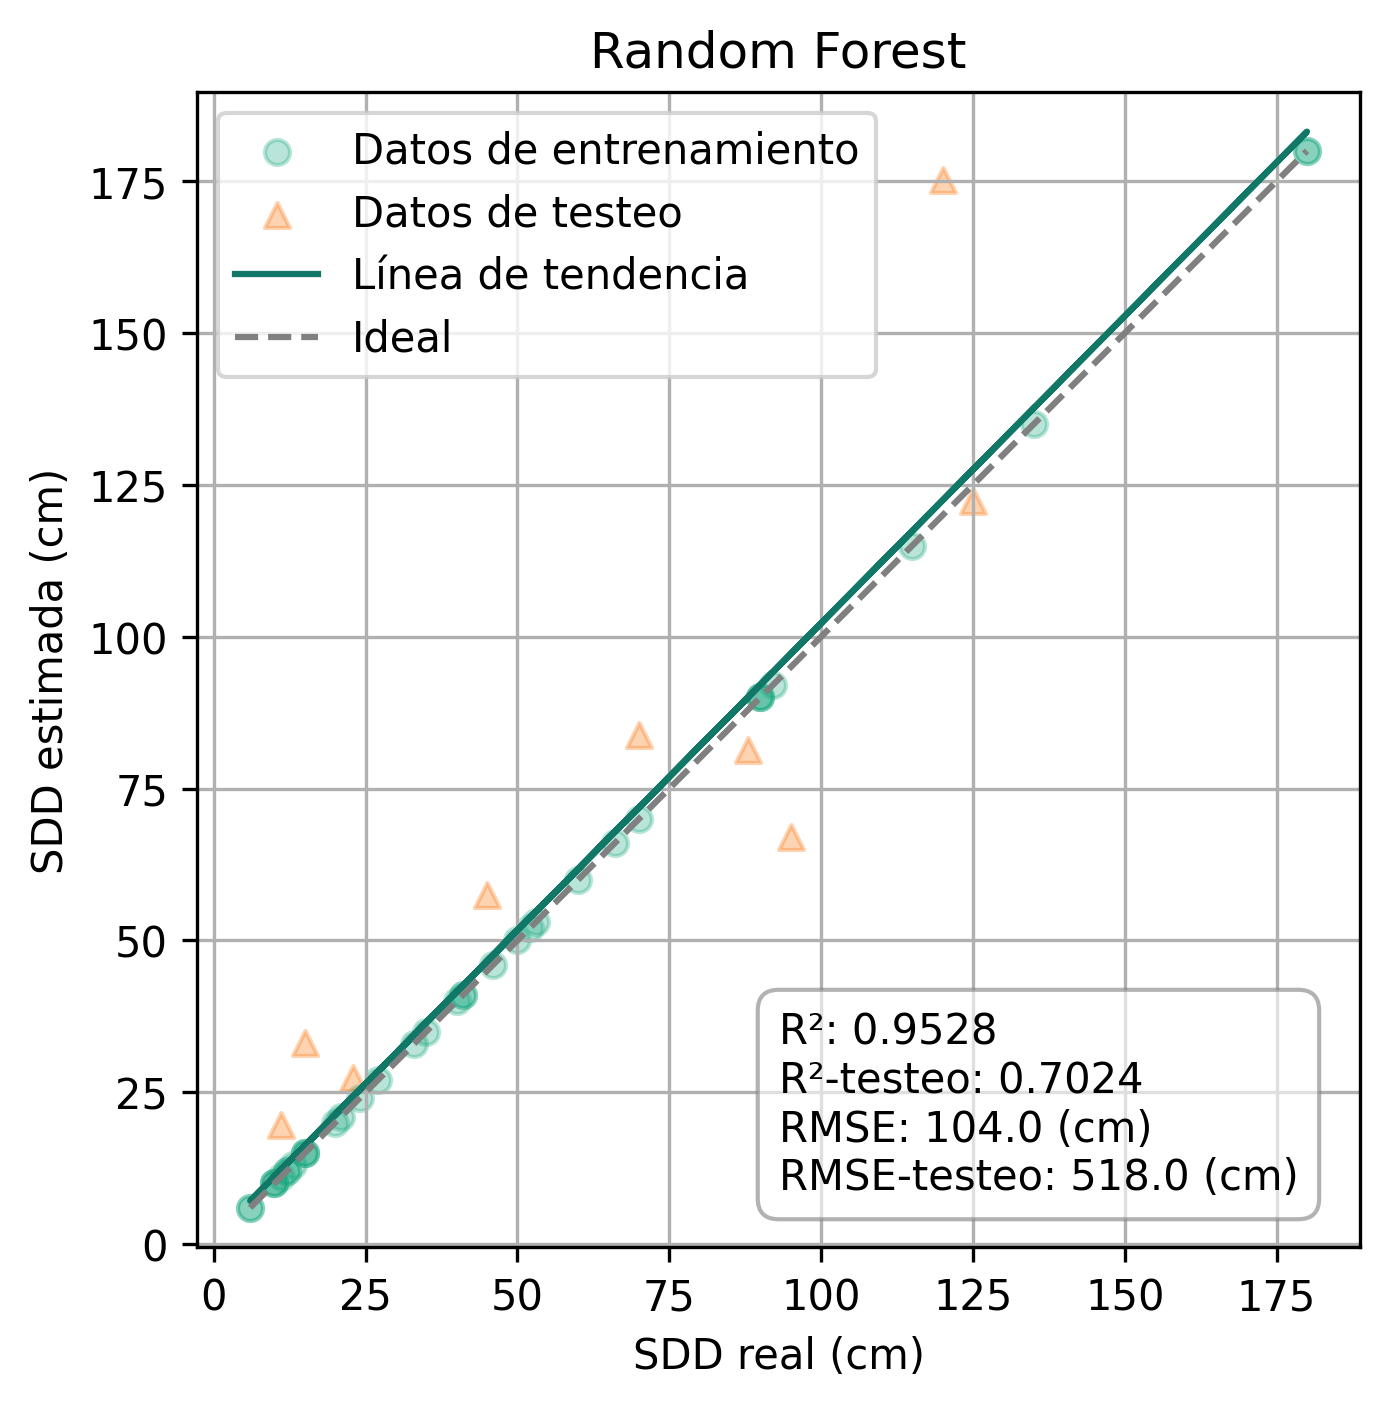 Random Forest
Datos de entrenamiento
Datos de testeo
Línea de tendencia
Ideal
175
150
125
100
75
50
25
0
SDD estimada (cm)
R²: 0.9528
R²-testeo: 0.7024
RMSE: 104.0 (cm)
RMSE-testeo: 518.0 (cm)
0 25 50 75 100 125 150 175
SDD real (cm)